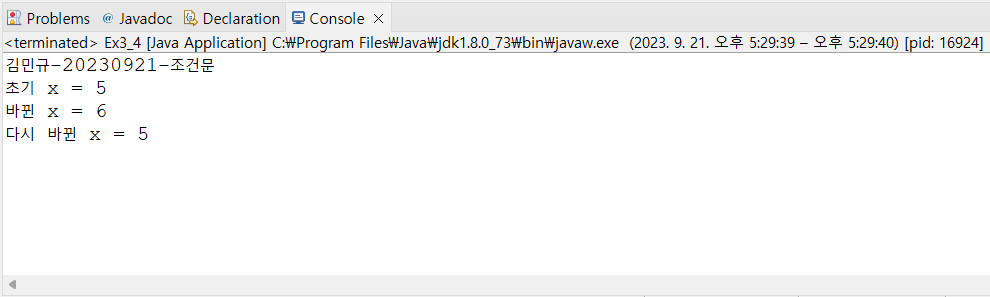 Problems @ Javadoc Declaration Console
<terminated> Ex3_4 [Java Application] C:₩Program Files₩Java₩jdk1.8.0_73₩bin₩javaw.exe (2023. 9. 21. 오후 5:29:39 – 오후 5:29:40) [pid: 16924]
김민규-20230921-조건문
초기 x = 5
바뀐 x = 6
다시 바뀐 x = 5